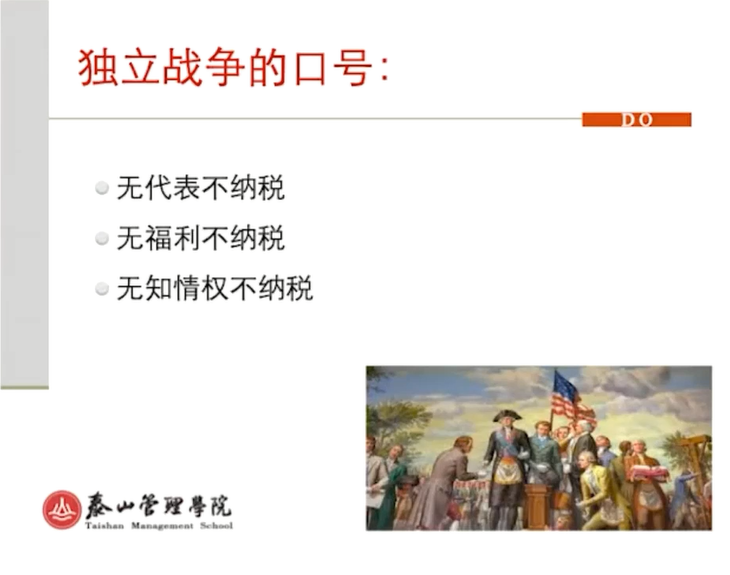 独立战争的口号：
DO
无代表不纳税
无福利不纳税
无知情权不纳税
泰山管理學院
Taishan Management School